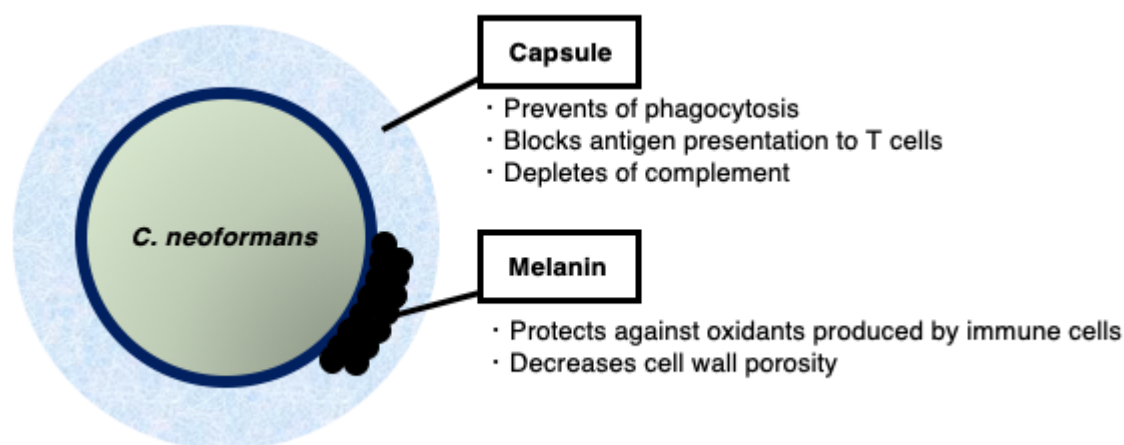 Capsule
· Prevents of phagocytosis
· Blocks antigen presentation to T cells
· Depletes of complement
C. neoformans
Melanin
· Protects against oxidants produced by immune cells
· Decreases cell wall porosity